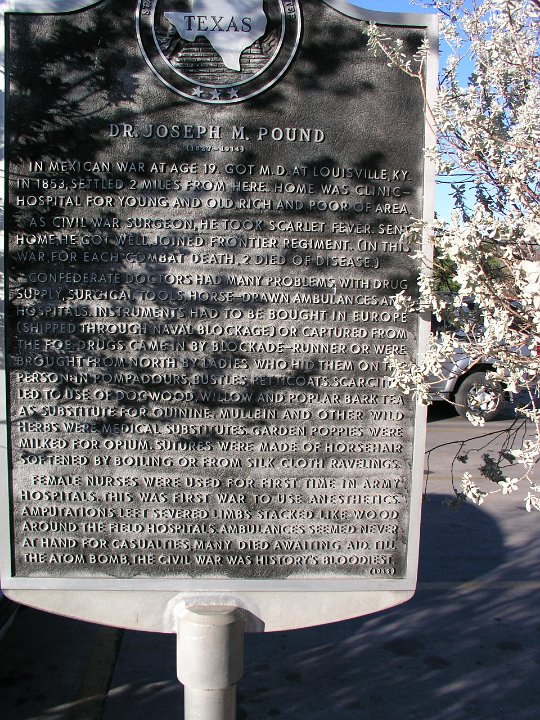 TEXAS
DR. JOSEPH M. POUND
(1827-1914)
IN MEXICAN WAR AT AGE 19. GOT M.D. AT LOUISVILLE, KY.
IN 1853, SETTLED 2 MILES FROM HERE. HOME WAS CLINIC-
HOSPITAL FOR YOUNG AND OLD, RICH AND POOR OF AREA.
AS CIVIL WAR SURGEON, HE TOOK SCARLET FEVER. SENT
HOME HE GOT WELL, JOINED FRONTIER REGIMENT. (IN THIS
WAR FOR EACH COMBAT DEATH, 2 DIED OF DISEASE.)
CONFEDERATE DOCTORS HAD MANY PROBLEMS, WITH DRUG
SUPPLY, SURGICAL TOOLS, HORSE-DRAWN AMBULANCES AND
HOSPITALS. INSTRUMENTS HAD TO BE BOUGHT IN EUROPE
(SHIPPED THROUGH NAVAL BLOCKAGE) OR CAPTURED FROM
THE FOE. DRUGS CAME IN BY BLOCKADE-RUNNER OR WERE
BROUGHT FROM NORTH BY LADIES WHO HID THEM ON
PERSON IN POMPADOURS, BUSTLES, PETTICOATS. SCARCITIES
LED TO USE OF DOGWOOD, WILLOW AND POPLAR BARK TEA
AS SUBSTITUTE FOR QUININE. MULLEIN AND OTHER WILD
HERBS WERE MEDICAL SUBSTITUTES. GARDEN POPPIES WERE
MILKED FOR OPIUM. SUTURES WERE MADE OF HORSEHAIR
SOFTENED BY BOILING OR FROM SILK CLOTH RAVELINGS.
FEMALE NURSES WERE USED FOR FIRST TIME IN ARMY
HOSPITALS. THIS WAS FIRST WAR TO USE ANESTHETICS.
AMPUTATIONS LEFT SEVERED LIMBS STACKED LIKE WOOD
AROUND THE FIELD HOSPITALS. AMBULANCES SEEMED NEVER
AT HAND FOR CASUALTIES. MANY DIED AWAITING AID. TILL
THE ATOM BOMB, THE CIVIL WAR WAS HISTORY'S BLOODIEST.